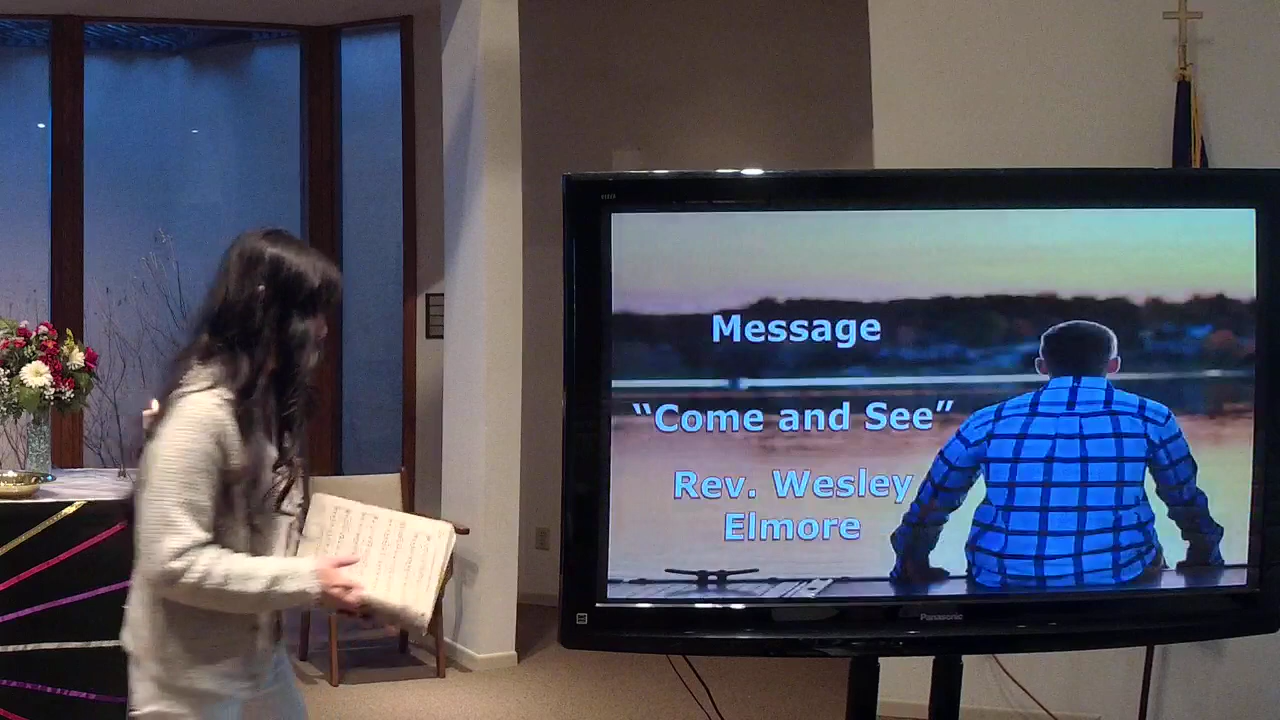 Message
“Come and See”
Rev. Wesley
Elmore
Panasonic